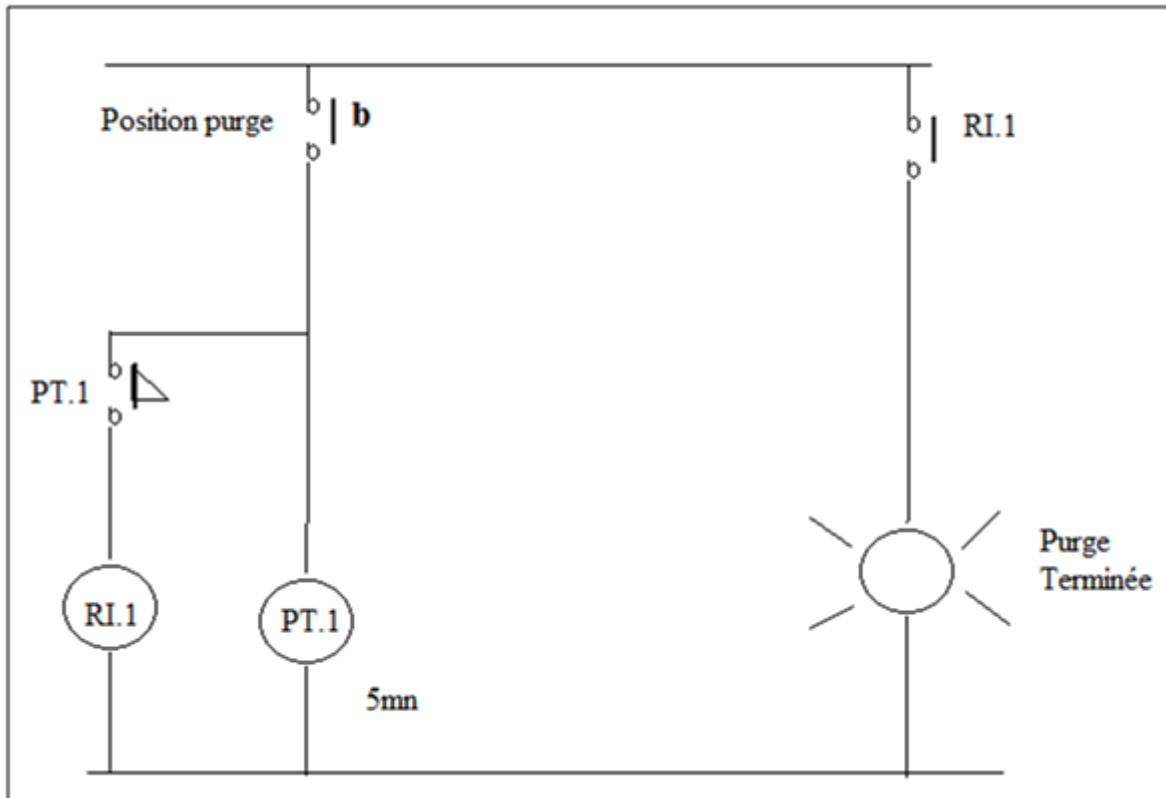 Position purge
b
RI.1
PT.1
RI.1
PT.1
5mn
Purge
Terminée